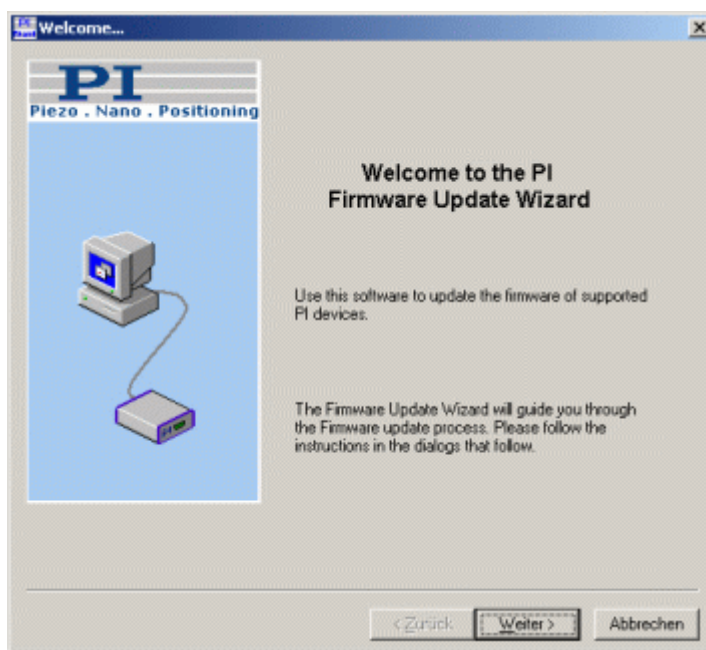 Welcome...
PI
Piezo . Nano . Positioning
Welcome to the PI
Firmware Update Wizard
Use this software to update the firmware of supported
PI devices.
The Firmware Update Wizard will guide you through
the Firmware update process. Please follow the
instructions in the dialogs that follow.
< Zurück Weiter > Abbrechen